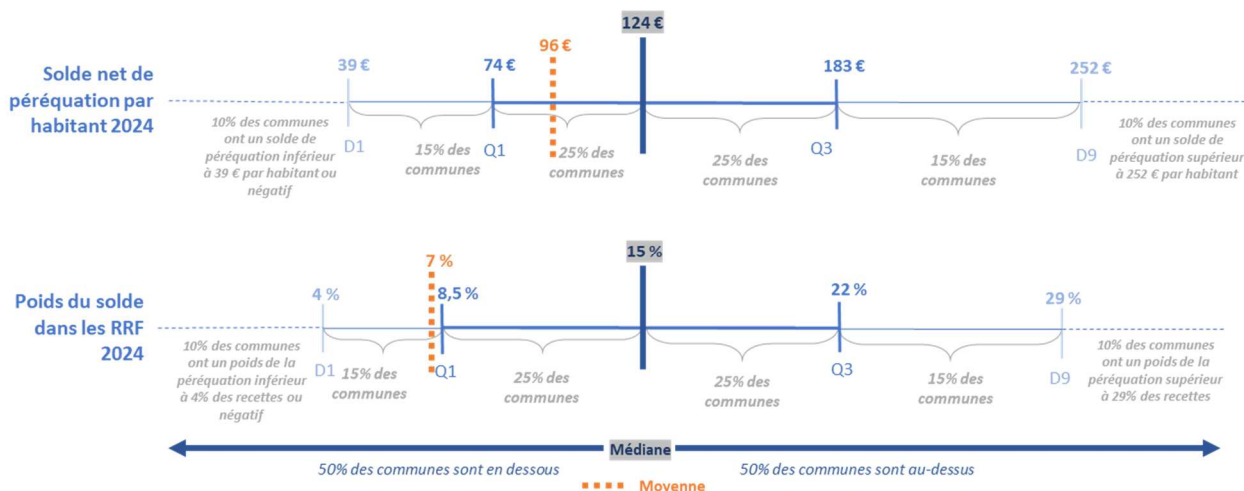 124 €
96 €
39 €
74 €
183 €
252 €
Solde net de
péréquation par
habitant 2024
10% des communes
ont un solde de
péréquation inférieur
à 39 € par habitant ou
négatif
D1
15% des
communes
Q1
25% des
communes
25% des
communes
Q3
15% des
communes
D9
10% des communes
ont un solde de
péréquation supérieur
à 252 € par habitant
15 %
7 %
4 %
8,5 %
22 %
29 %
Poids du solde
dans les RRF
2024
10% des communes
ont un poids de la
péréquation inférieur
à 4% des recettes ou
négatif
D1
15% des
communes
Q1
25% des
communes
25% des
communes
Q3
15% des
communes
D9
10% des communes
ont un poids de la
péréquation supérieur
à 29% des recettes
Médiane
50% des communes sont en dessous
50% des communes sont au-dessus
Moyenne